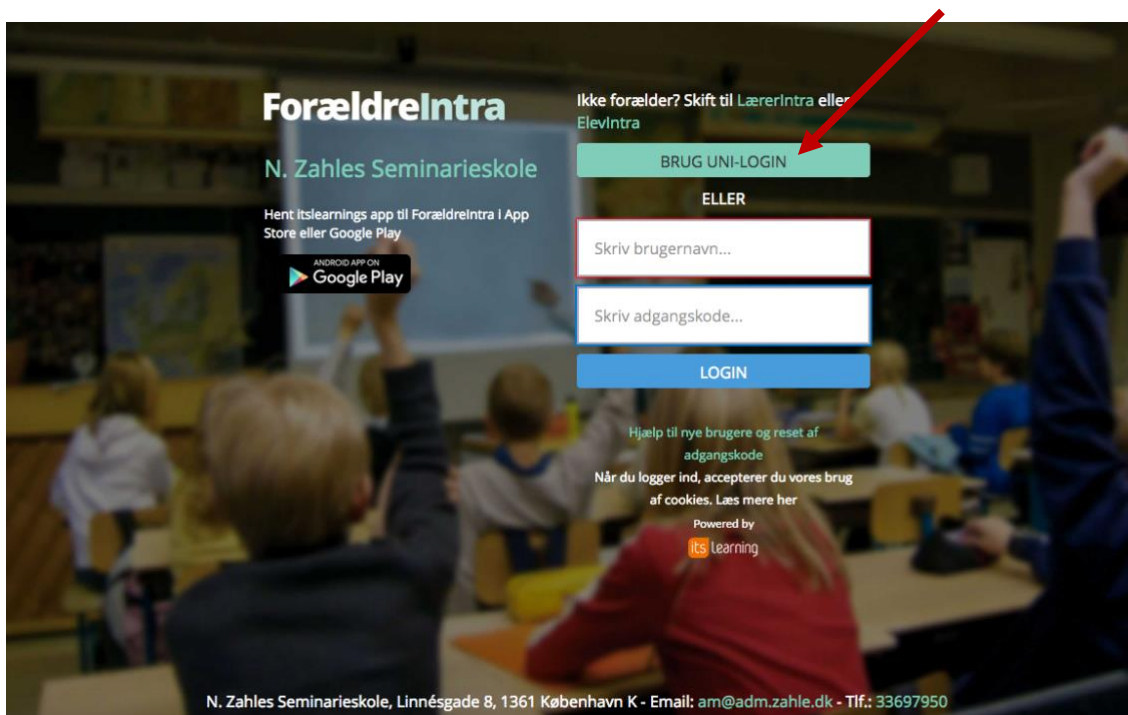 ForældreIntra
N. Zahles Seminarieskole
Hent itslearnings app til ForældreIntra i App
Store eller Google Play
ANDROID APP ON
Google Play
Ikke forælder? Skift til LærerIntra eller
ElevIntra
BRUG UNI-LOGIN
ELLER
Skriv brugernavn...
Skriv adgangskode...
LOGIN
Hjælp til nye brugere og reset af
adgangskode
Når du logger ind, accepterer du vores brug
af cookies. Læs mere her
Powered by
its learning
N. Zahles Seminarieskole, Linnésgade 8, 1361 København K - Email: am@adm.zahle.dk - Tlf.: 33697950